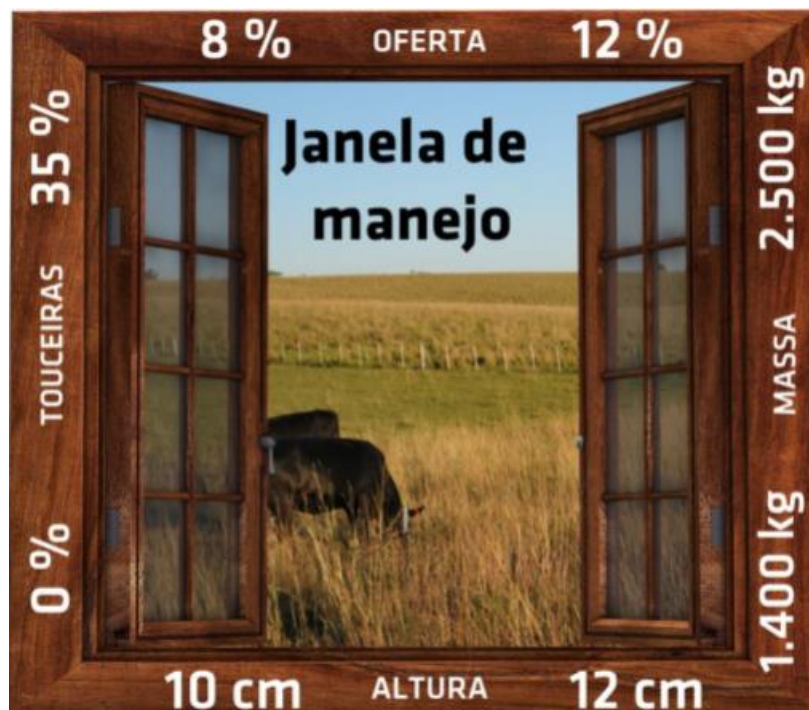 8 % OFERTA 12 %
Janela de
manejo
35 %
TOUCEIRAS
0 %
2.500 kg
MASSA
1.400 kg
10 cm ALTURA 12 cm